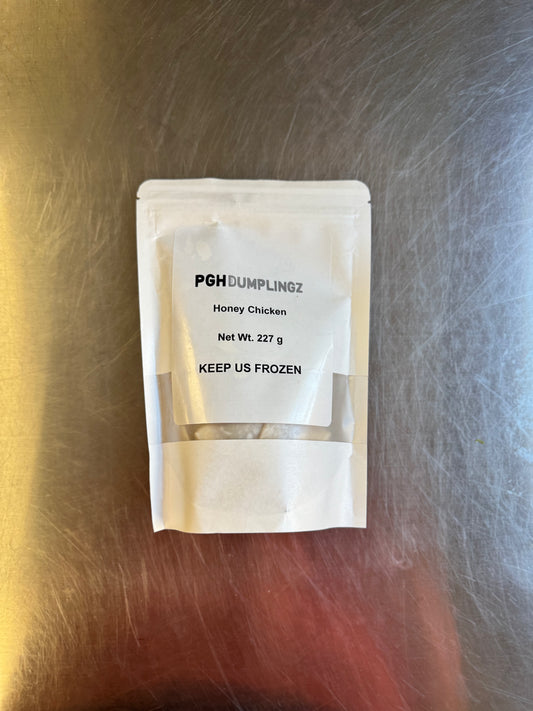 PGHDUMPLINGZ
Honey Chicken
Net Wt. 227 g
KEEP US FROZEN